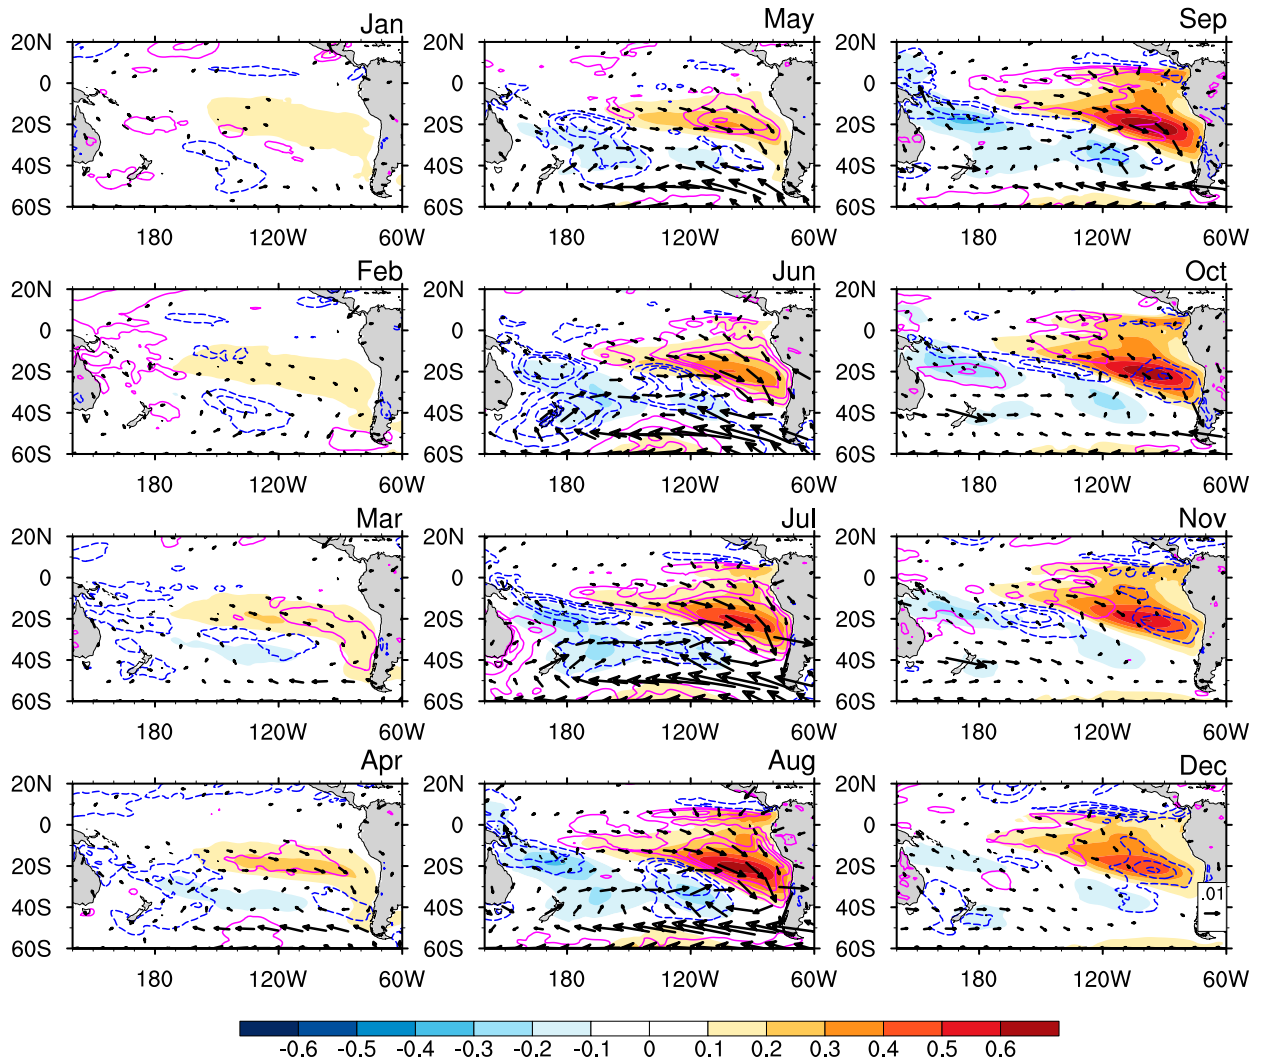 Jan May Sep
20N 20N 20N
0 0 0
20S 20S 20S
40S 40S 40S
60S 60S 60S
180 120W 60W 180 120W 60W 180 120W 60W
Feb Jun Oct
20N 20N 20N
0 0 0
20S 20S 20S
40S 40S 40S
60S 60S 60S
180 120W 60W 180 120W 60W 180 120W 60W
Mar Jul Nov
20N 20N 20N
0 0 0
20S 20S 20S
40S 40S 40S
60S 60S 60S
180 120W 60W 180 120W 60W 180 120W 60W
Apr Aug Dec
20N 20N 20N
0 0 0
20S 20S 20S
40S 40S 40S
.01
60S 60S 60S
180 120W 60W 180 120W 60W 180 120W 60W
-0.6 -0.5 -0.4 -0.3 -0.2 -0.1 0 0.1 0.2 0.3 0.4 0.5 0.6